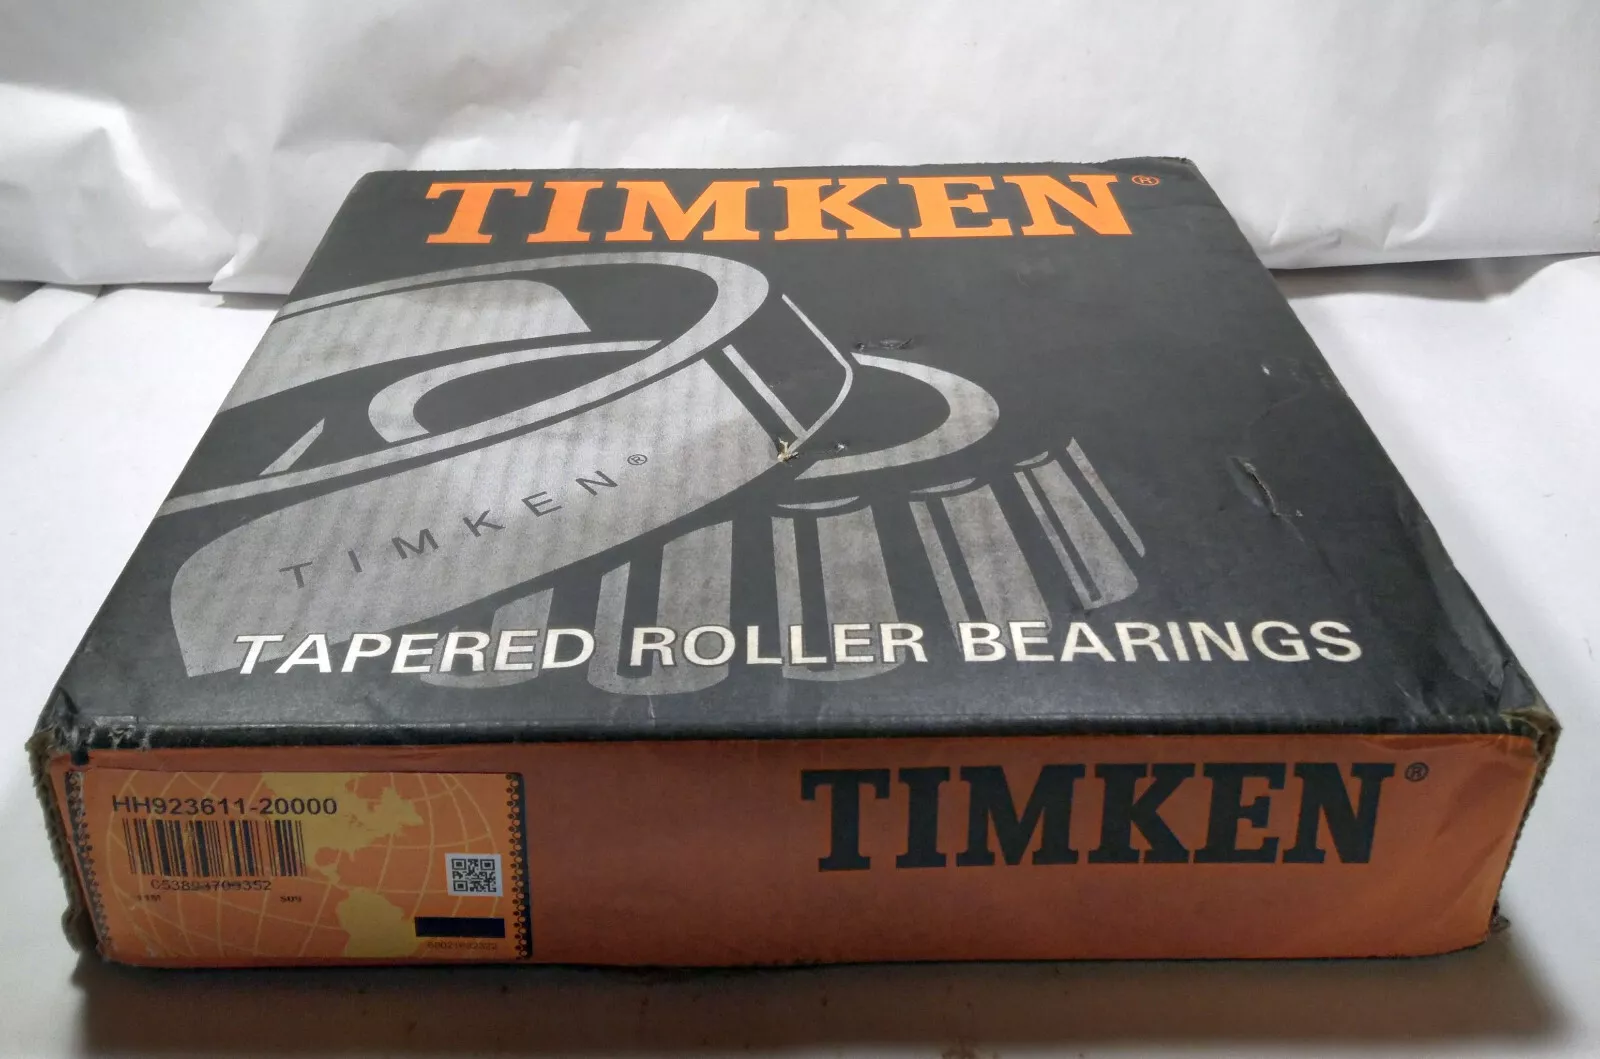 TIMKEN®
TIMKEN®
TAPERED ROLLER BEARINGS
HH923611-20000
TIMKEN®